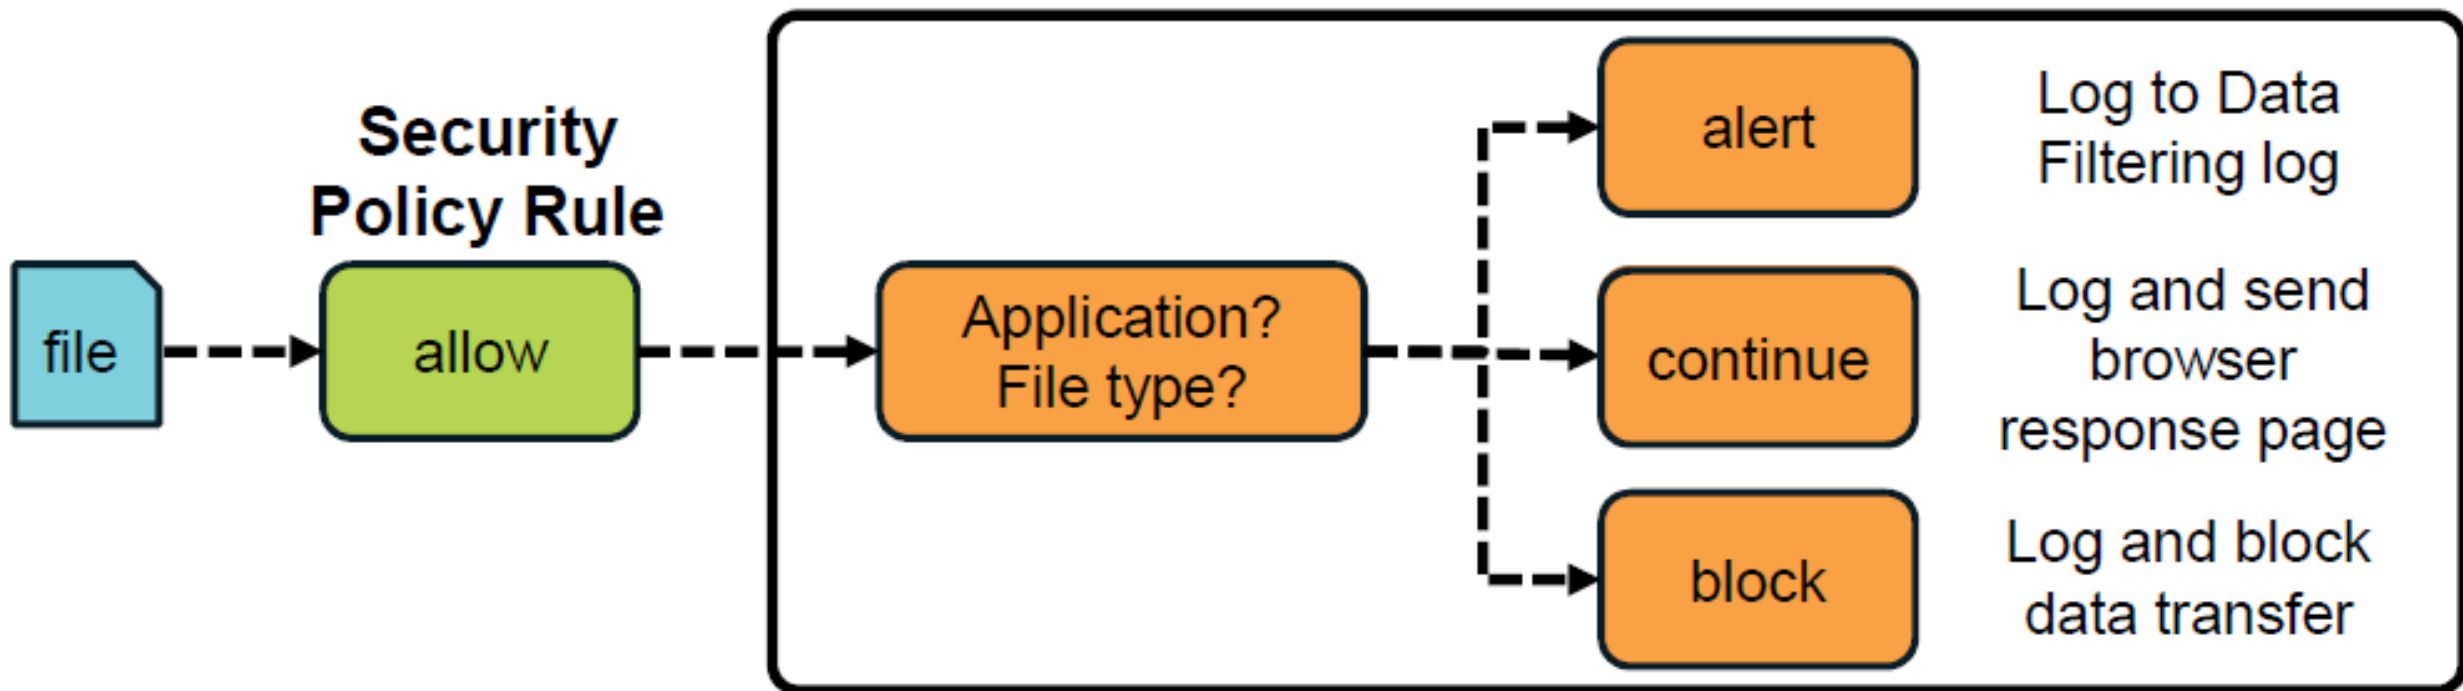 file
Security
Policy Rule
allow
Application?
File type?
alert
Log to Data
Filtering log
continue
Log and send
browser
response page
block
Log and block
data transfer